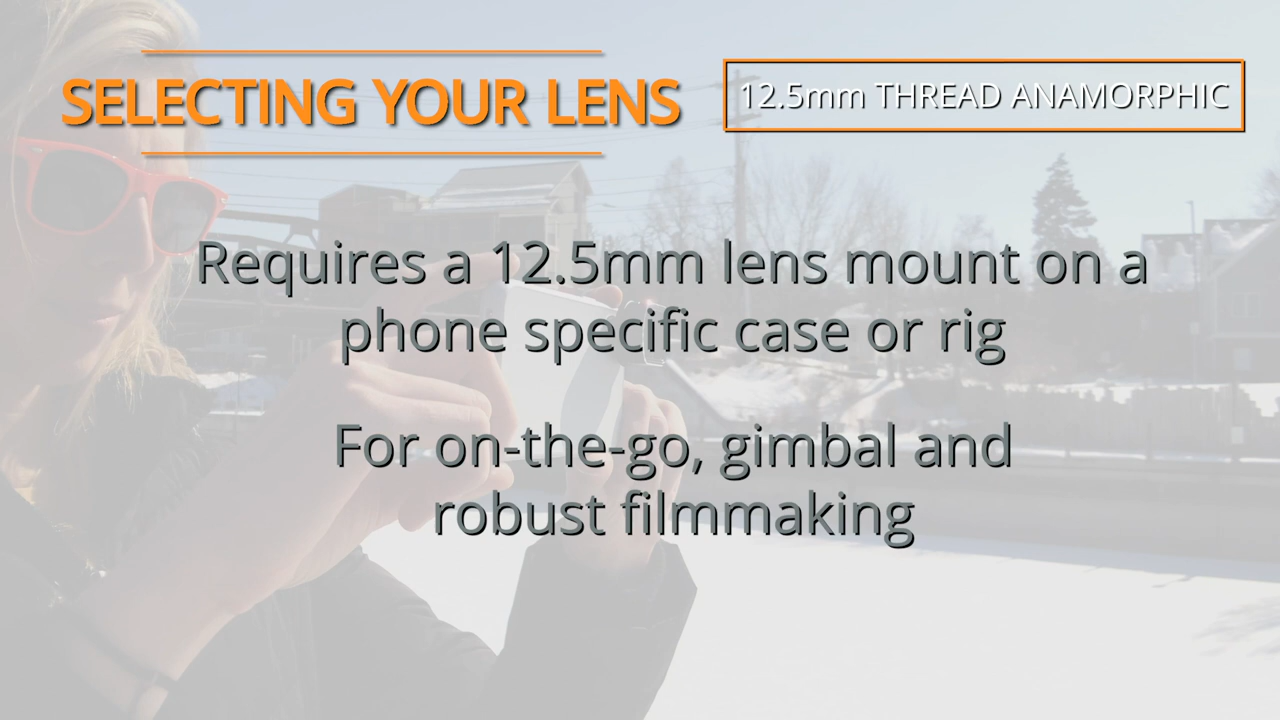 SELECTING YOUR LENS
12.5mm THREAD ANAMORPHIC
Requires a 12.5mm lens mount on a
phone specific case or rig
For on-the-go, gimbal and
robust filmmaking